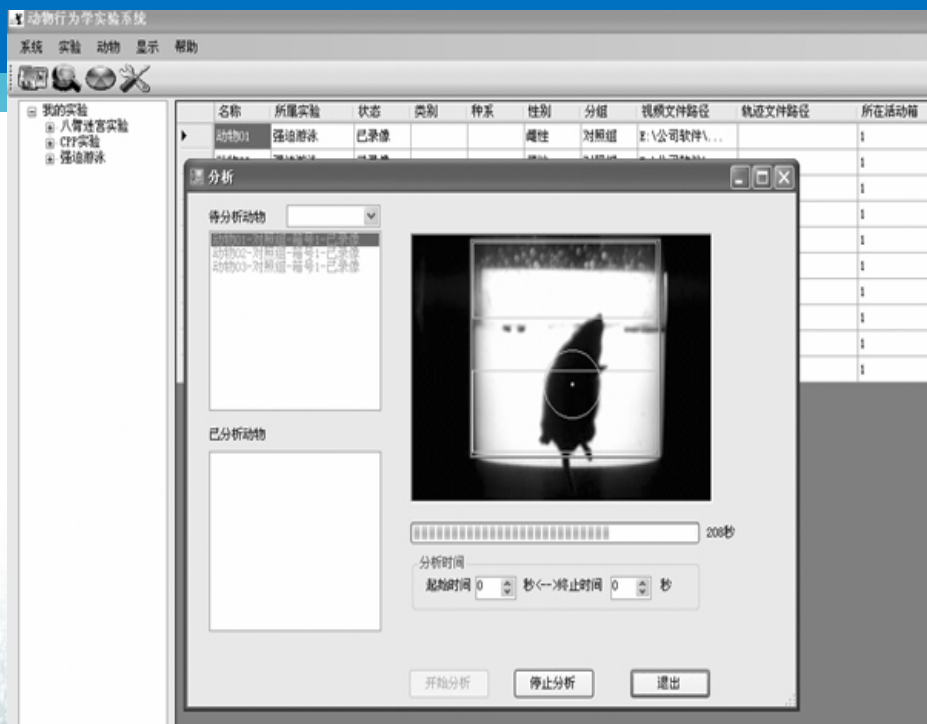 动物行为学实验系统
系统 实验 动物 显示 帮助
我的实验
八臂迷宫实验
CPP实验
强迫游泳
名称 所属实验 状态 类别 种系 性别 分组 视频文件路径 轨迹文件路径 所在活动箱
动物01 强迫游泳 已录像 雌性 对照组 E:\公司软件\... 1
1
1
1
1
1
1
1
1
1
分析
待分析动物
动物01-对照组-箱号1-已录像
动物02-对照组-箱号1-已录像
动物03-对照组-箱号1-已录像
已分析动物
208秒
分析时间
起始时间 0 秒<-->终止时间 0 秒
开始分析 停止分析 退出